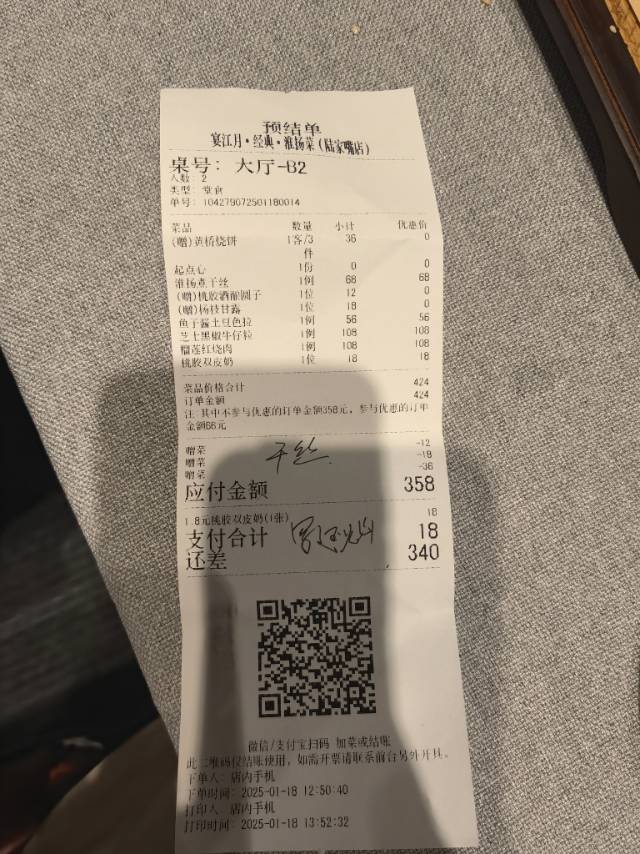 预结单
宴江月·经典·淮扬菜(陆家嘴店)
桌号: 大厅-B2
人数 2
类型 堂食
单号: 104279072501180014
菜品 数量 小计 优惠价
(赠)黄桥烧饼 1客/3件 36 0
起点心 1份 0 0
淮扬煮干丝 1例 68 68
(赠)桃胶酒酿圆子 1位 12 0
(赠)杨枝甘露 1位 18 0
鱼子酱土豆色拉 1例 56 56
芝士黑椒牛仔粒 1例 108 108
榴莲红烧肉 1例 108 108
桃胶双皮奶 1位 18 18
菜品价格合计 424
订单金额 424
注:其中不参与优惠的订单金额358元，参与优惠的订单
金额66元
赠菜 -12
干丝
赠菜 -18
赠菜 -36
应付金额 358
1.8元桃胶双皮奶(1张) 18
支付合计 18
还差 340
微信/支付宝扫码 加菜或结账
此二维码仅结账使用，如需开票请联系前台另外开具。
下单人: 店内手机
下单时间: 2025-01-18 12:50:40
打印人: 店内手机
打印时间: 2025-01-18 13:52:32